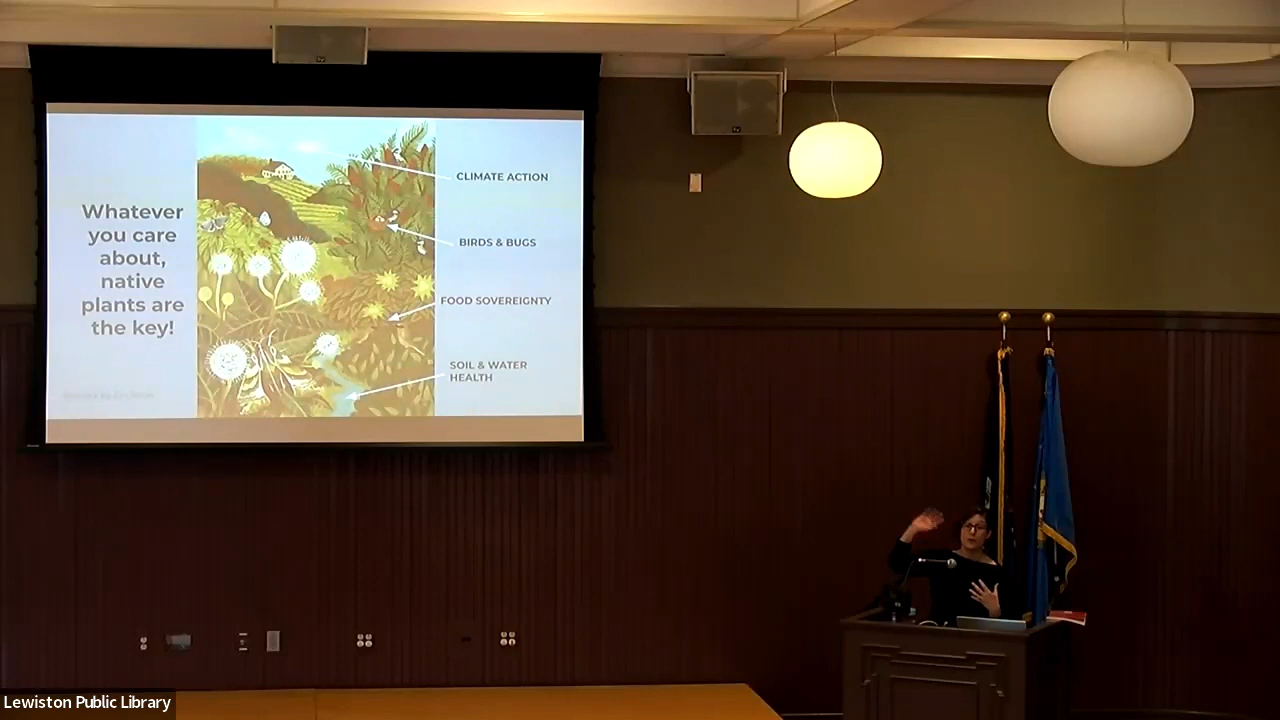 Whatever
you care
about,
native
plants are
the key!
CLIMATE ACTION
BIRDS & BUGS
FOOD SOVEREIGNTY
SOIL & WATER
HEALTH
Lewiston Public Library